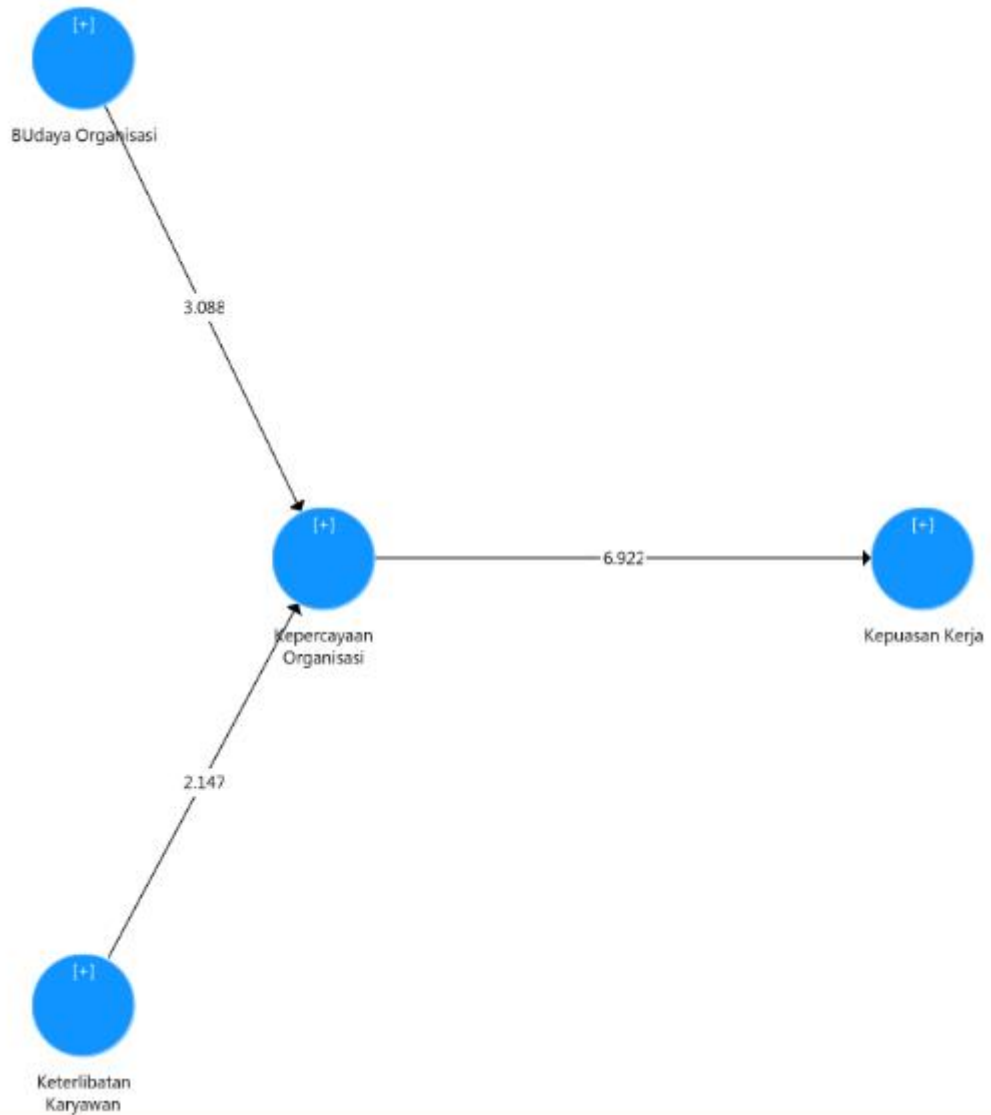 [+]
BUdaya Organisasi
3.088
[+]
Kepercayaan
Organisasi
6.922
[+]
Kepuasan Kerja
2.147
[+]
Keterlibatan
Karyawan